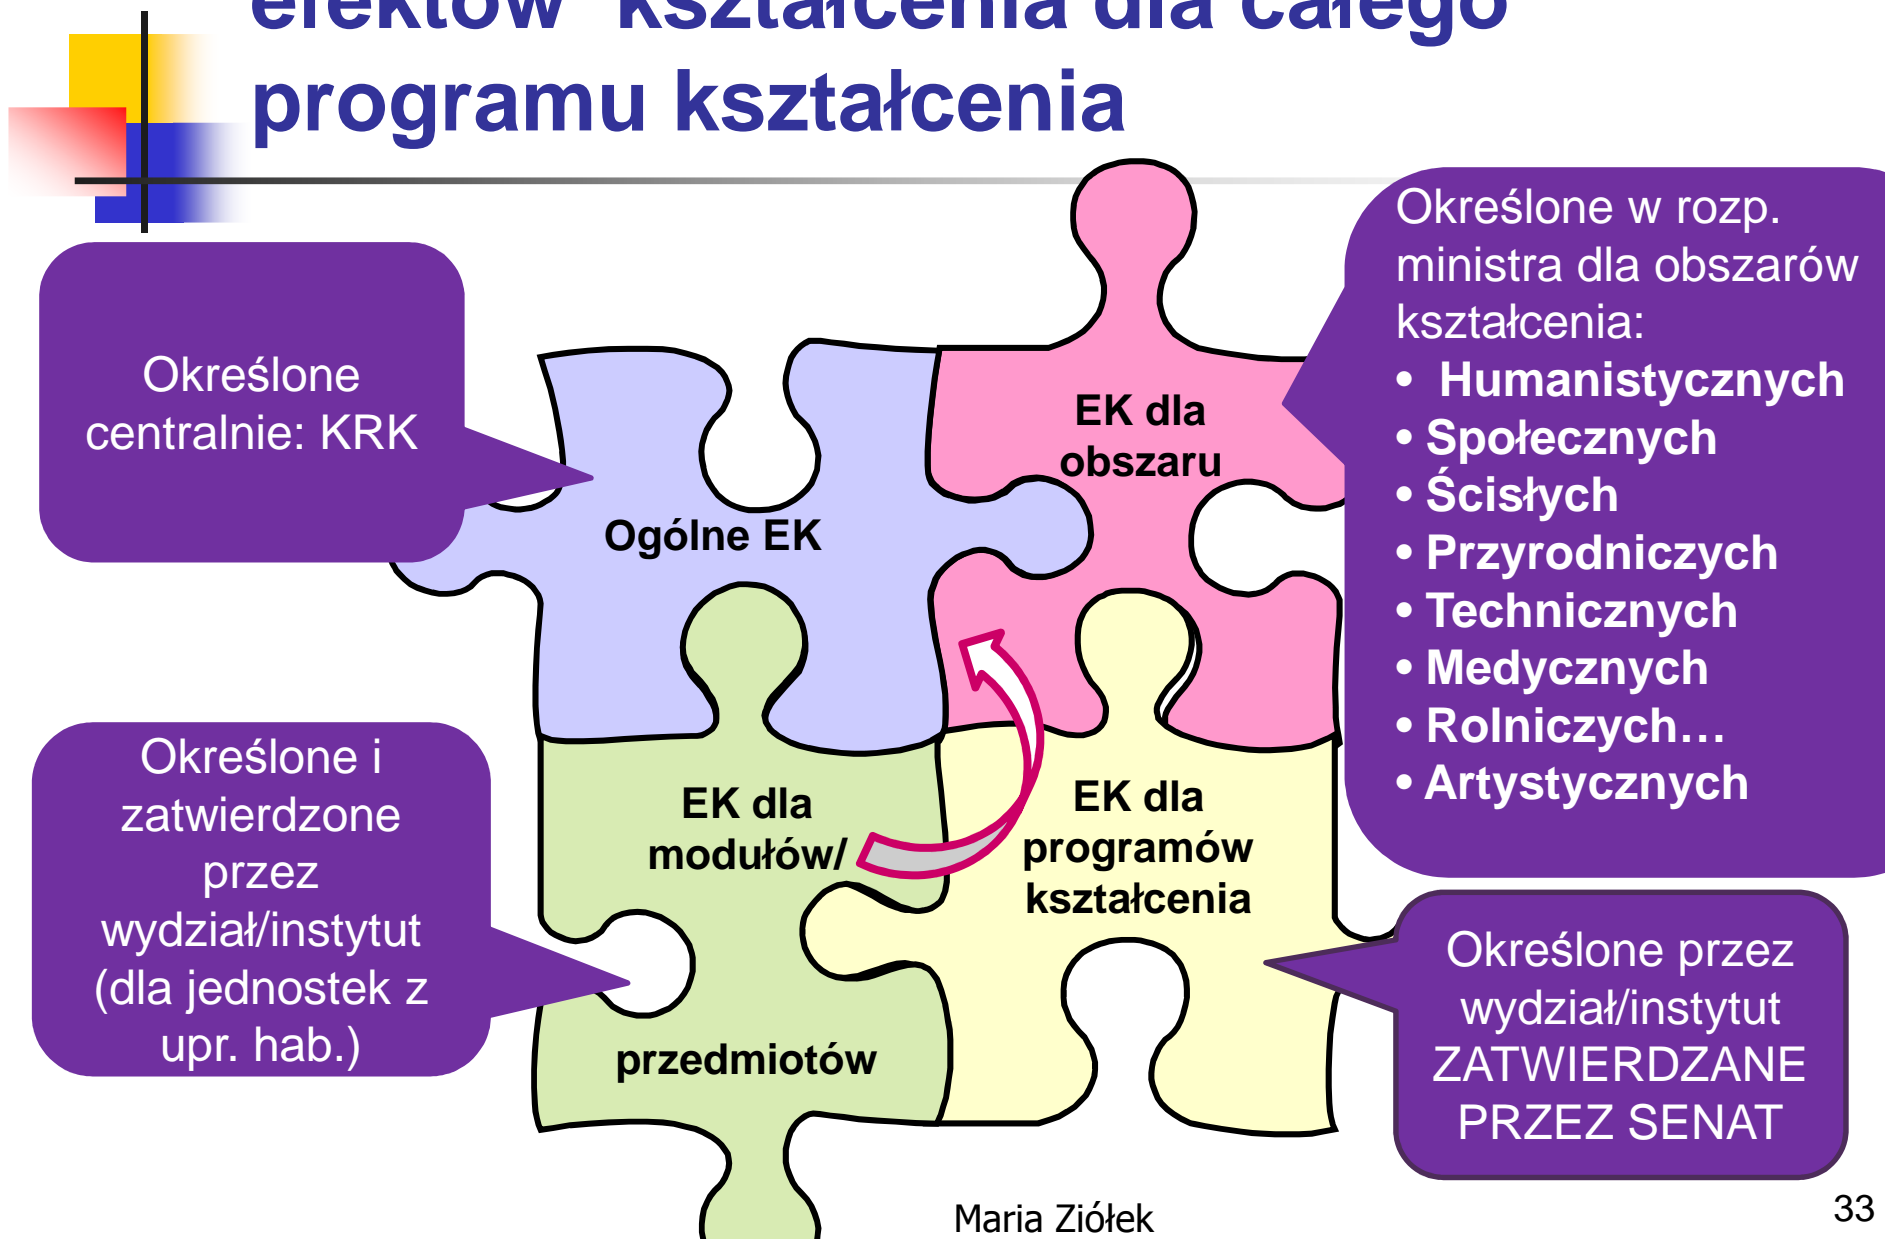 efektów kształcenia dla całego
programu kształcenia
Określone
centralnie: KRK
Ogólne EK
EK dla
obszaru
Określone w rozp.
ministra dla obszarów
kształcenia:
• Humanistycznych
• Społecznych
• Ścisłych
• Przyrodniczych
• Technicznych
• Medycznych
• Rolniczych…
• Artystycznych
Określone i
zatwierdzone
przez
wydział/instytut
(dla jednostek z
upr. hab.)
EK dla
modułów/
przedmiotów
EK dla
programów
kształcenia
Określone przez
wydział/instytut
ZATWIERDZANE
PRZEZ SENAT
Maria Ziółek
33